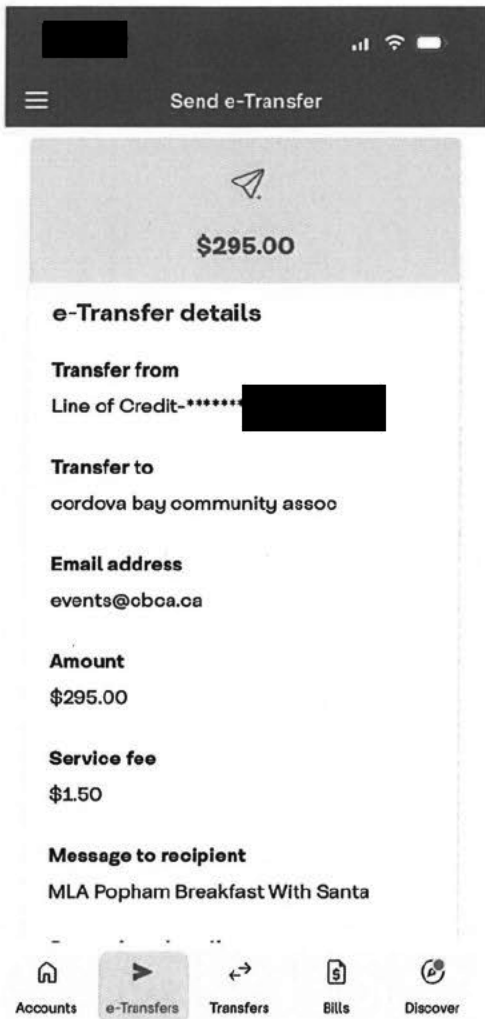 Send e-Transfer
$295.00
e-Transfer details
Transfer from
Line of Credit-*******
Transfer to
cordova bay community assoc
Email address
events@cbca.ca
Amount
$295.00
Service fee
$1.50
Message to recipient
MLA Popham Breakfast With Santa
Accounts e-Transfers Transfers Bills Discover